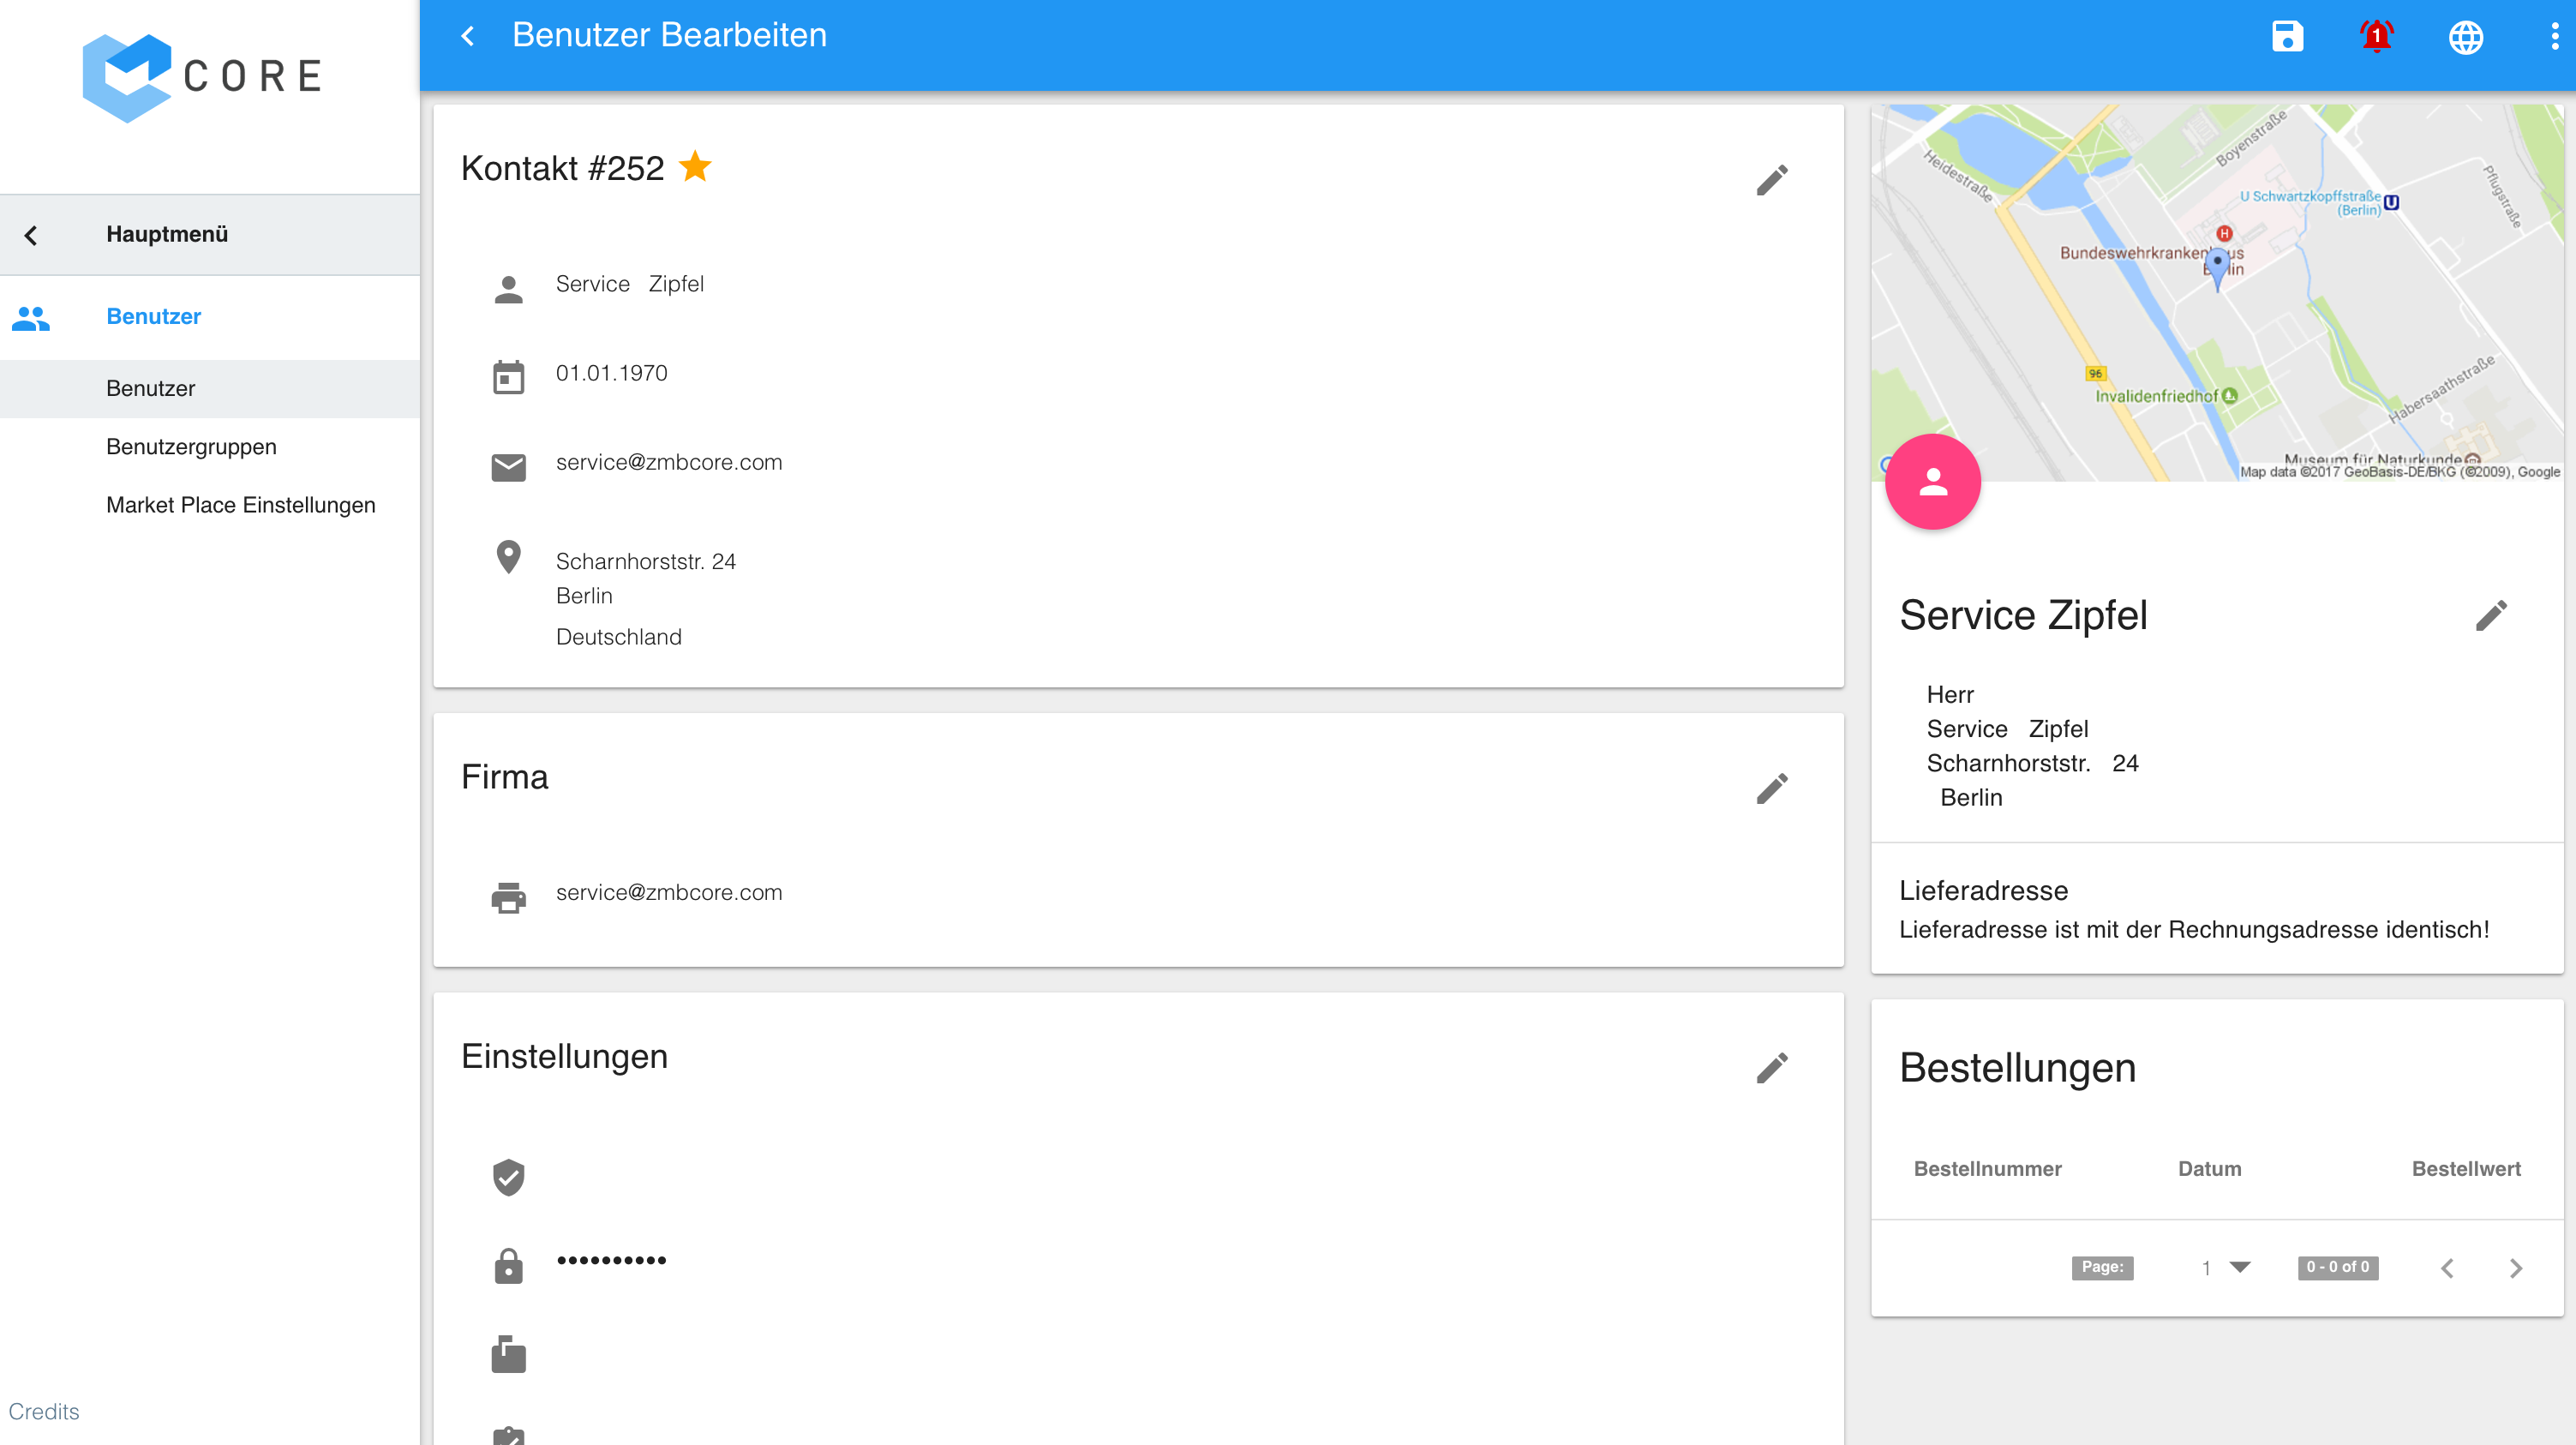 CORE
Hauptmenü
Benutzer
Benutzer
Benutzergruppen
Market Place Einstellungen
Credits
Benutzer Bearbeiten
1
Kontakt #252
Service Zipfel
01.01.1970
service@zmbcore.com
Scharnhorststr. 24
Berlin
Deutschland
Firma
service@zmbcore.com
Einstellungen
••••••••••
Heidestraße
Boyenstraße
Pflugstraße
U Schwartzkopffstraße
(Berlin)
U
H
Bundeswehrkrankenhaus
Berlin
96
Invalidenfriedhof
Habersaathstraße
Museum für Naturkunde
Map data ©2017 GeoBasis-DE/BKG (©2009), Google
Service Zipfel
Herr
Service Zipfel
Scharnhorststr. 24
Berlin
Lieferadresse
Lieferadresse ist mit der Rechnungsadresse identisch!
Bestellungen
Bestellnummer Datum Bestellwert
Page: 1 0 - 0 of 0